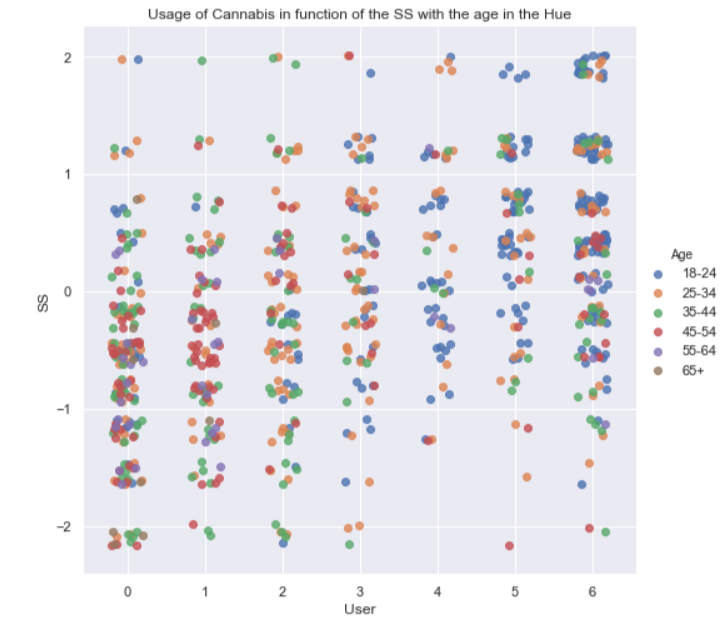 Usage of Cannabis in function of the SS with the age in the Hue
2
1
0
−1
−2
SS
0 1 2 3 4 5 6
User
Age
18-24
25-34
35-44
45-54
55-64
65+